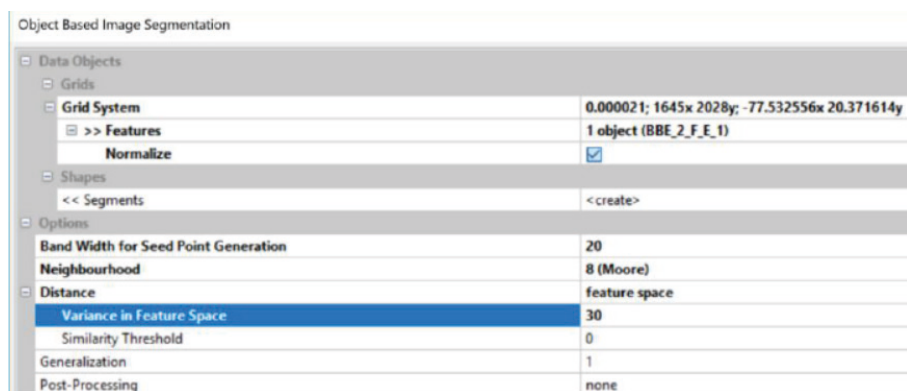 Object Based Image Segmentation
Data Objects
Grids
Grid System 0.000021; 1645x 2028y; -77.532556x 20.371614y
>> Features 1 object (BBE_2_F_E_1)
Normalize
Shapes
<< Segments <create>
Options
Band Width for Seed Point Generation 20
Neighbourhood 8 (Moore)
Distance feature space
Variance in Feature Space 30
Similarity Threshold 0
Generalization 1
Post-Processing none